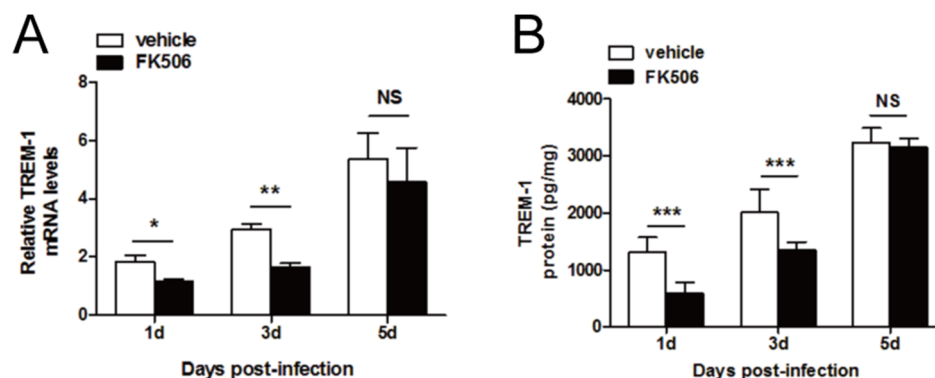 A
vehicle
FK506
Relative TREM-1
mRNA levels
8
6
4
2
0
*
**
NS
1d
3d
5d
Days post-infection
B
vehicle
FK506
TREM-1
protein (pg/mg)
4000
3000
2000
1000
0
***
***
NS
1d
3d
5d
Days post-infection